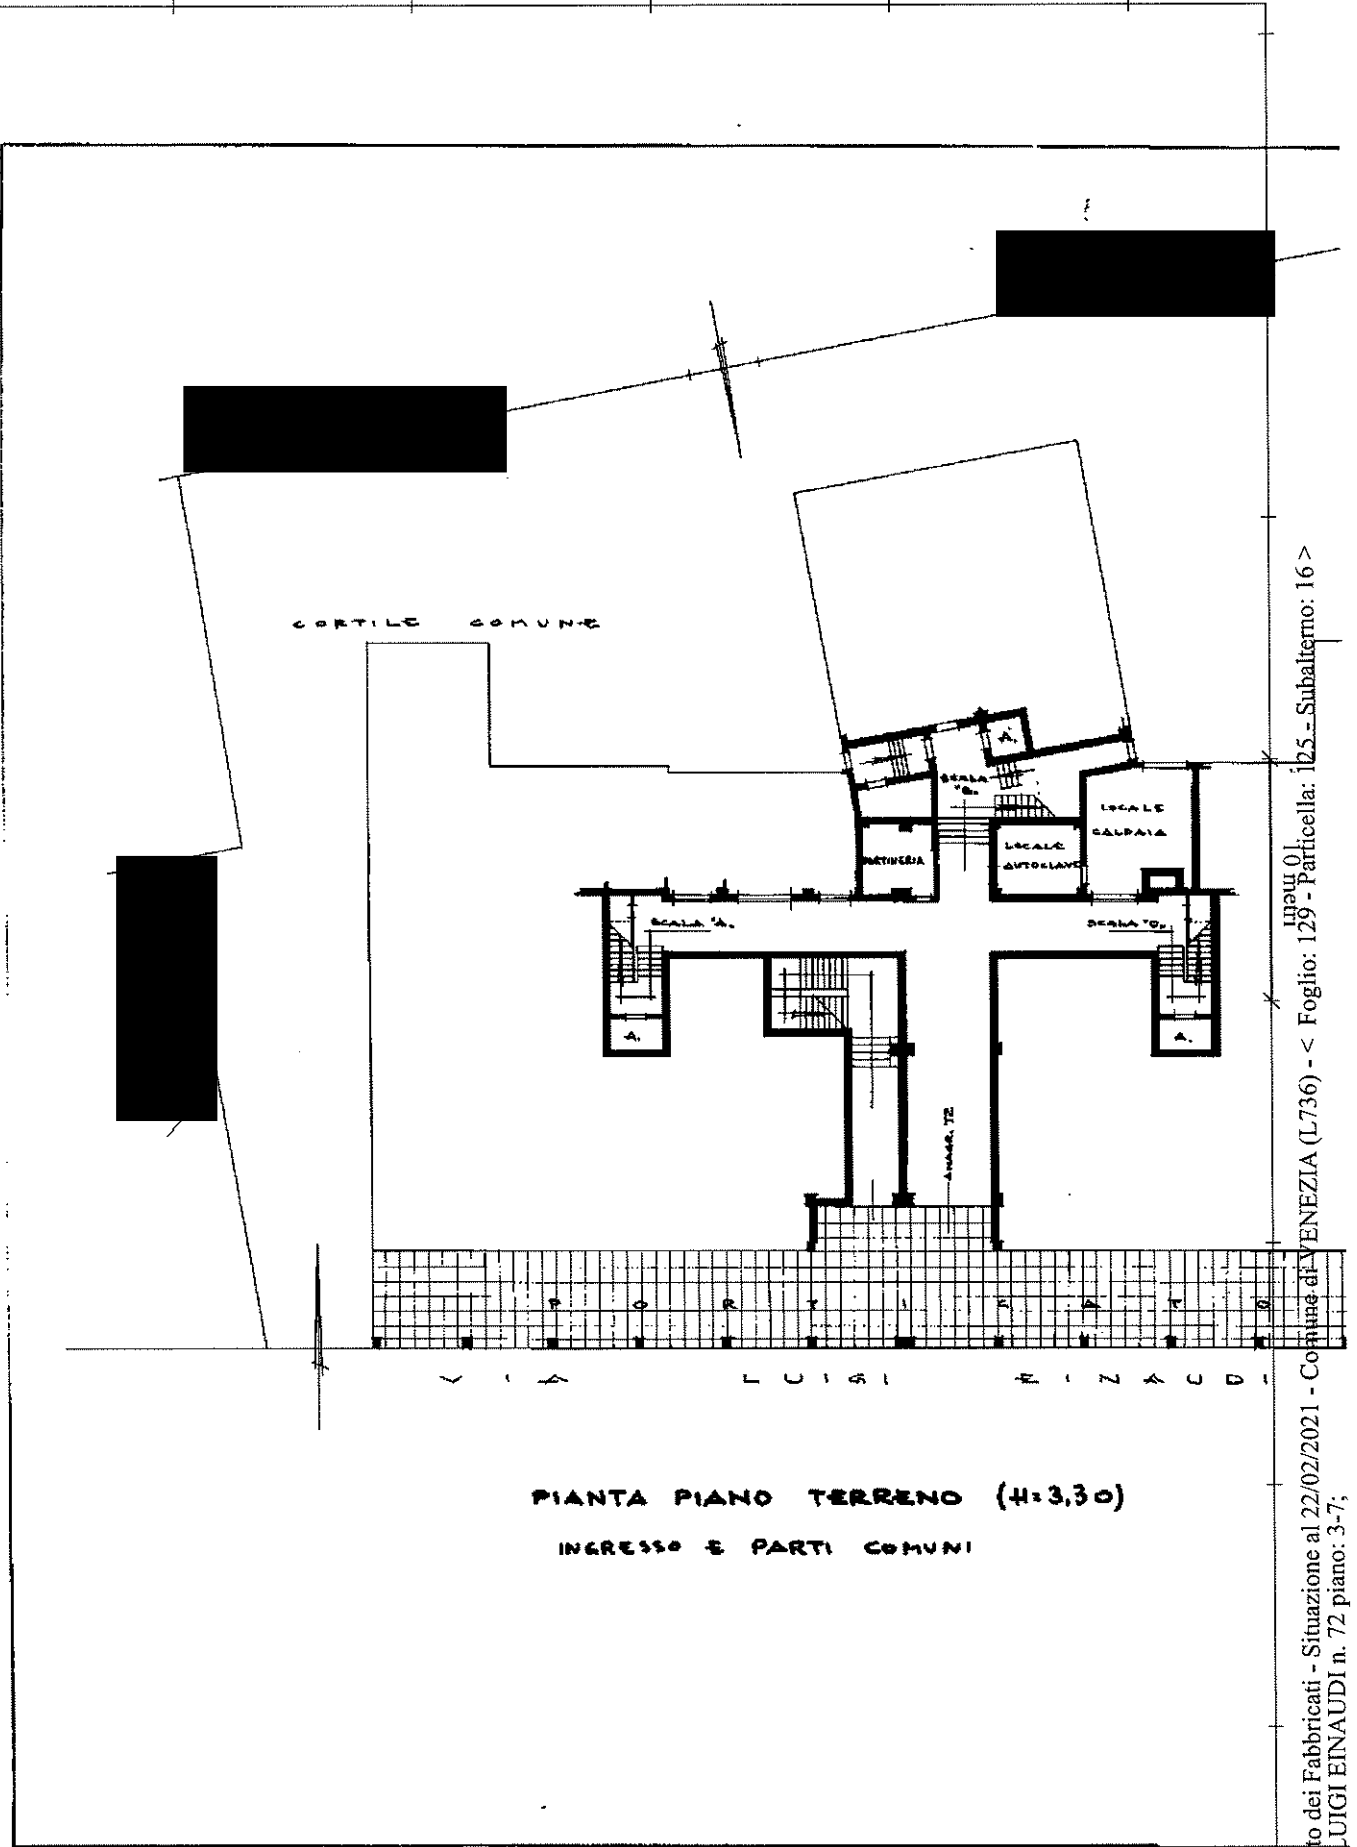 CORTILE COMUNE
A.
SCALA "B"
LOCALE
CALDAIA
PORTINERIA
LOCALE
AUTOCLAVE
SCALA "A"
A.
A.
ANAGR. 72
PORTICATO
VIA LUIGI EINAUDI
PIANTA PIANO TERRENO (H=3,30)
INGRESSO E PARTI COMUNI
10 metri
to dei Fabbricati - Situazione al 22/02/2021 - Comune di VENEZIA (L736) - < Foglio: 129 - Particella: 125 - Subalterno: 16 >
LUIGI EINAUDI n. 72 piano: 3-7;